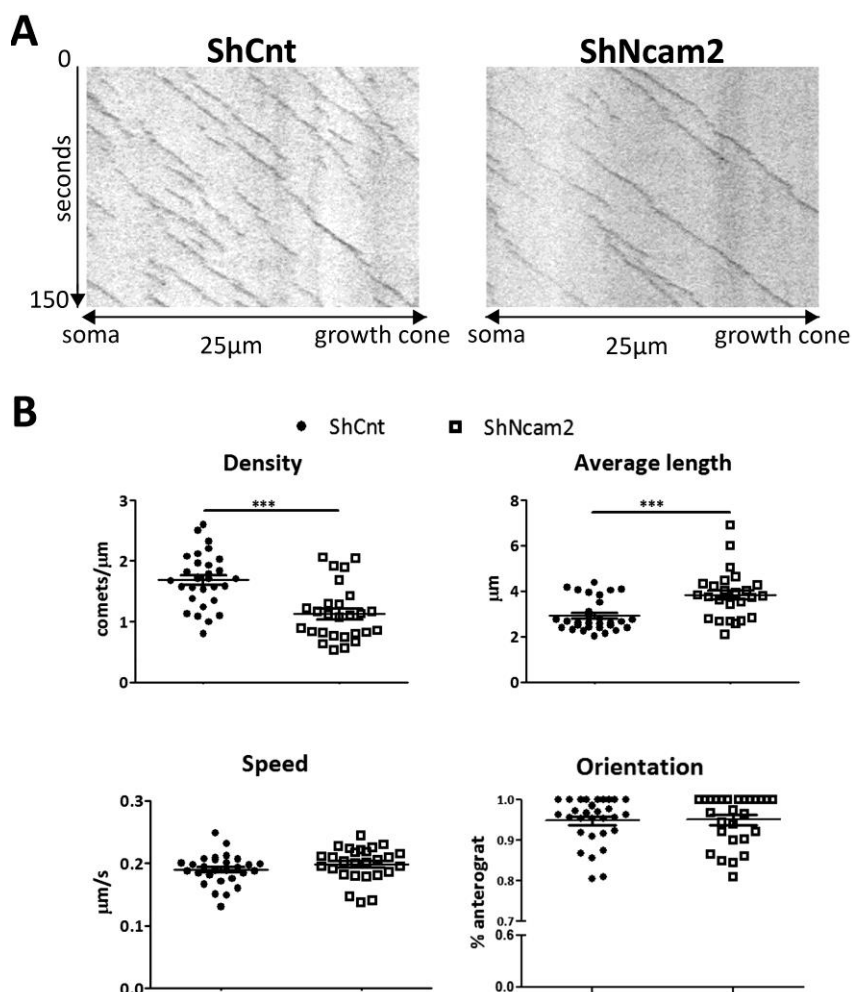 A
ShCnt
ShNcam2
0
seconds
150
soma
25µm
growth cone
soma
25µm
growth cone
B
ShCnt
ShNcam2
Density
***
comets/µm
3
2
1
0
Average length
***
µm
8
6
4
2
0
Speed
µm/s
0.3
0.2
0.1
0.0
Orientation
% anterograt
1.0
0.9
0.8
0.7
0.6
0.0